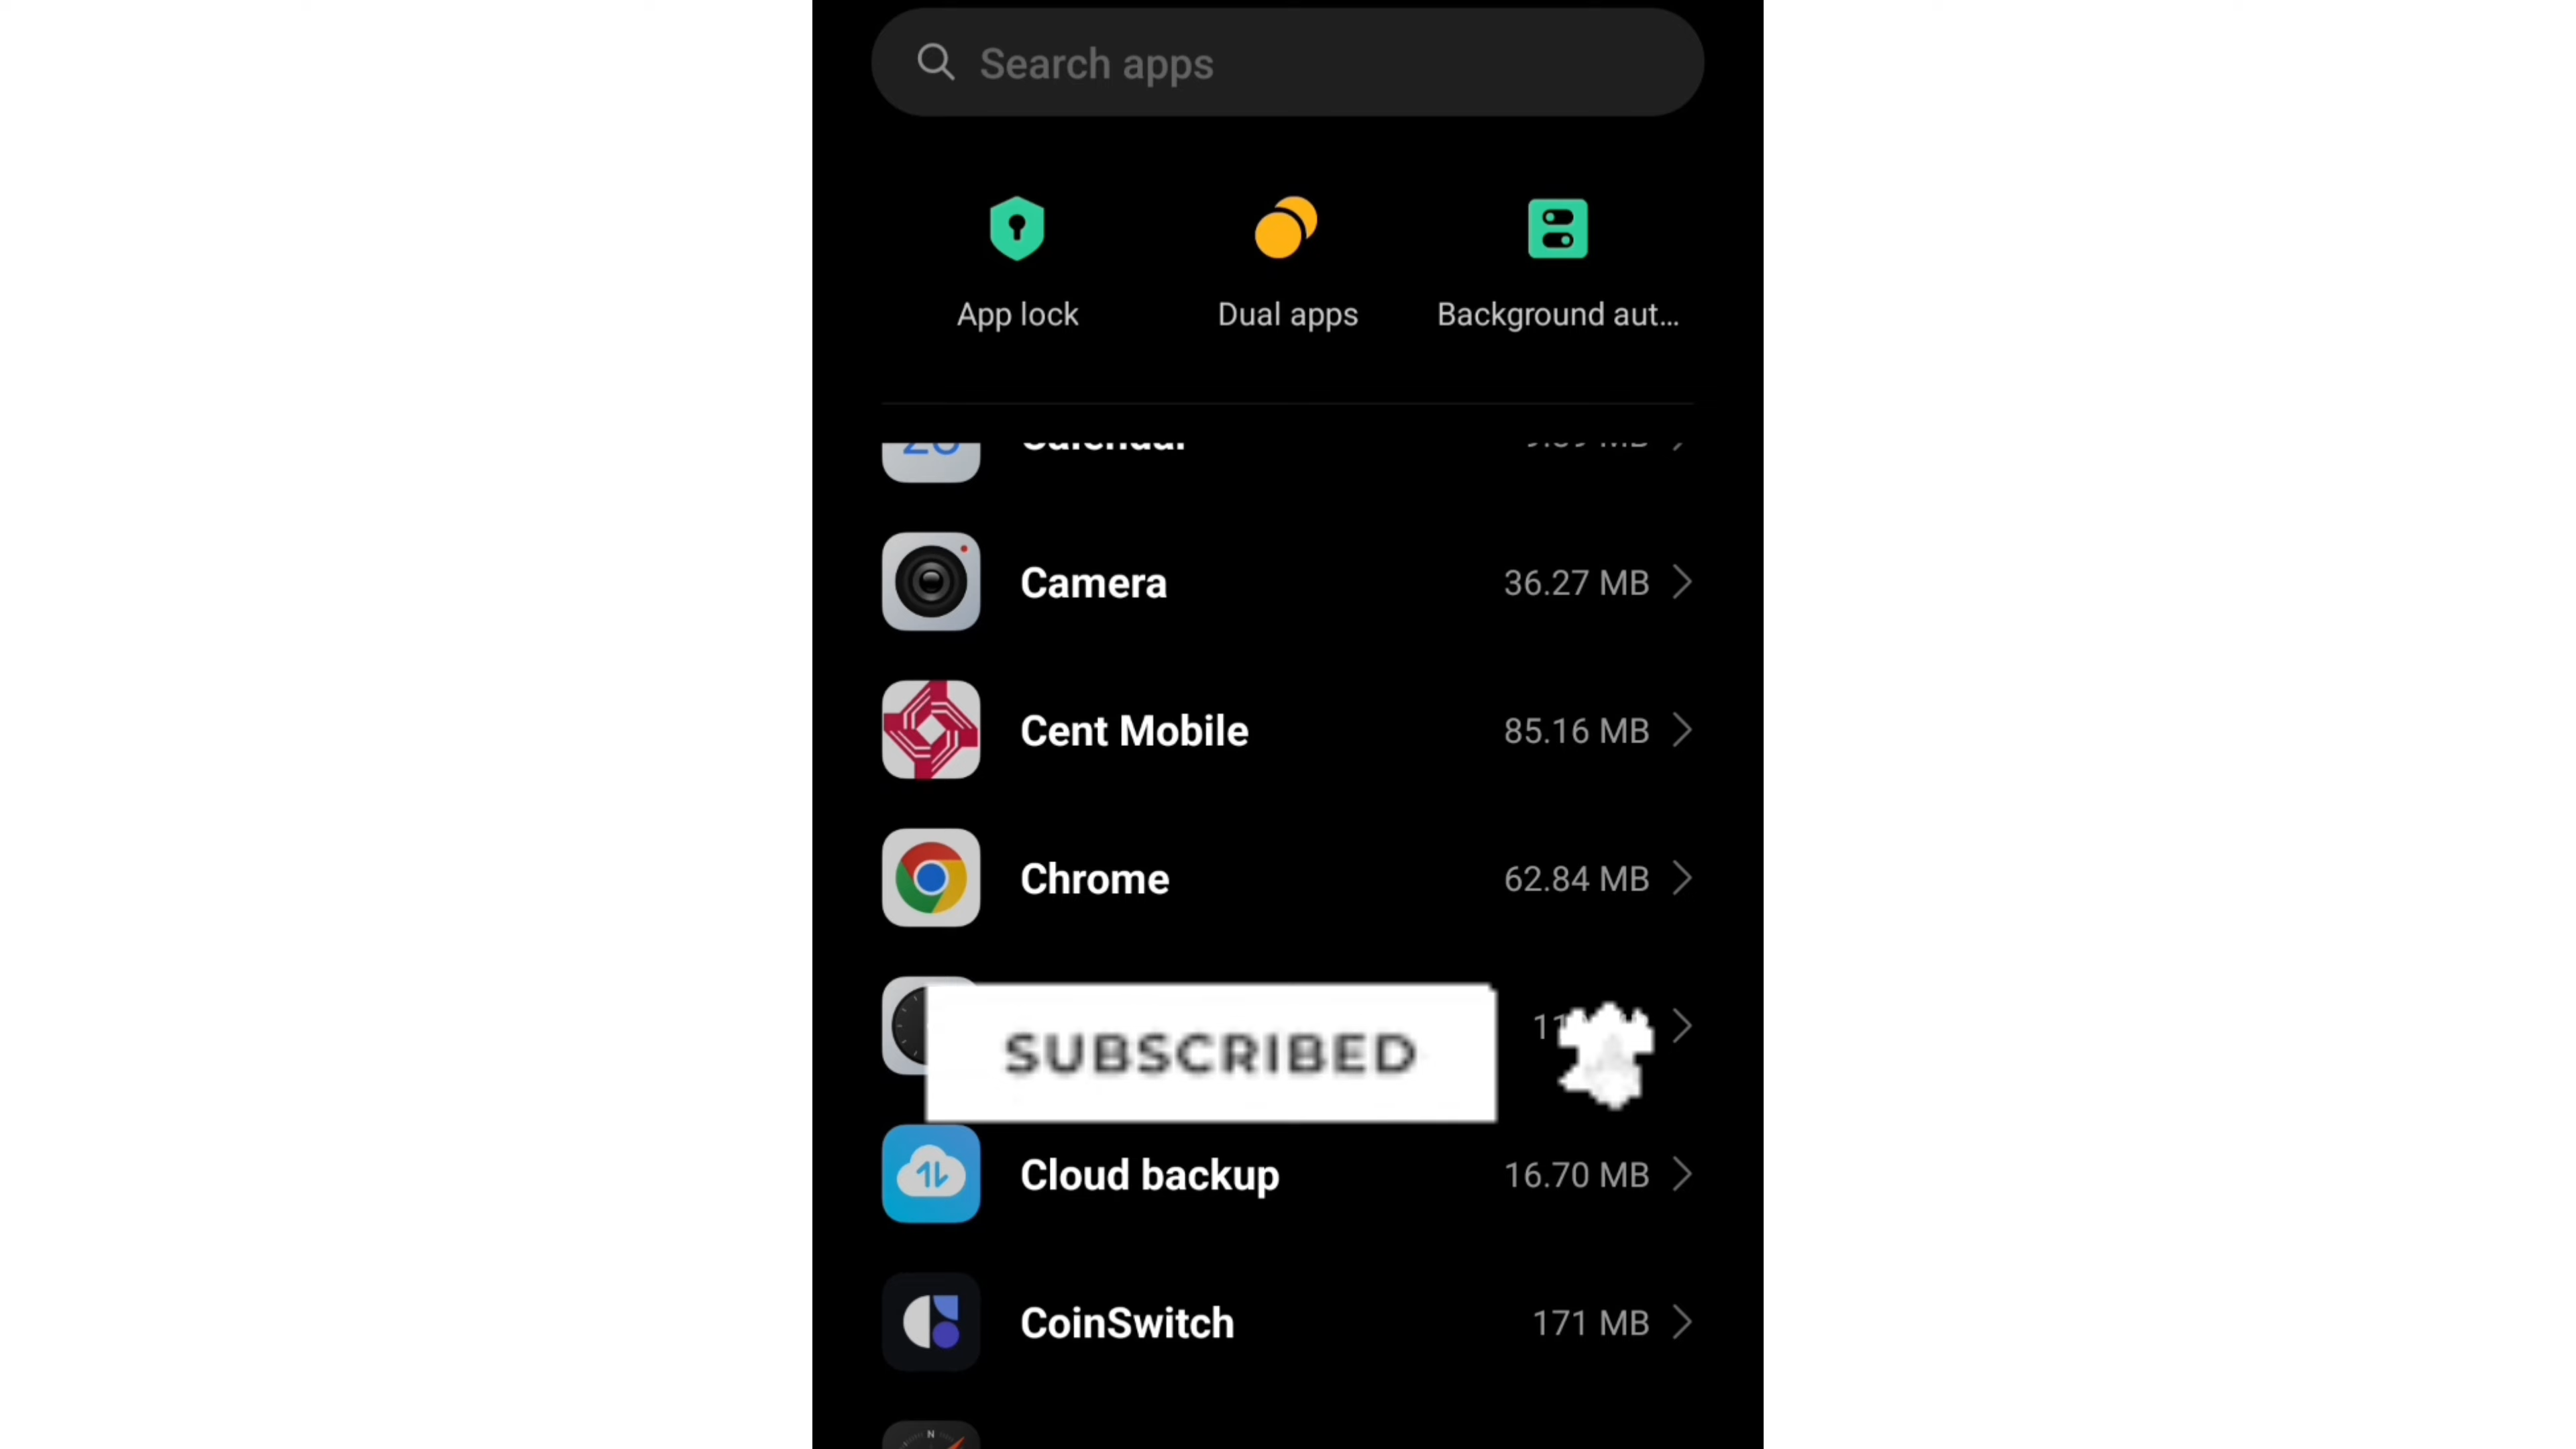 Search apps
App lock
Dual apps
Background aut...
Calendar
Camera
36.27 MB
Cent Mobile
85.16 MB
Chrome
62.84 MB
SUBSCRIBED
Cloud backup
16.70 MB
CoinSwitch
171 MB
N